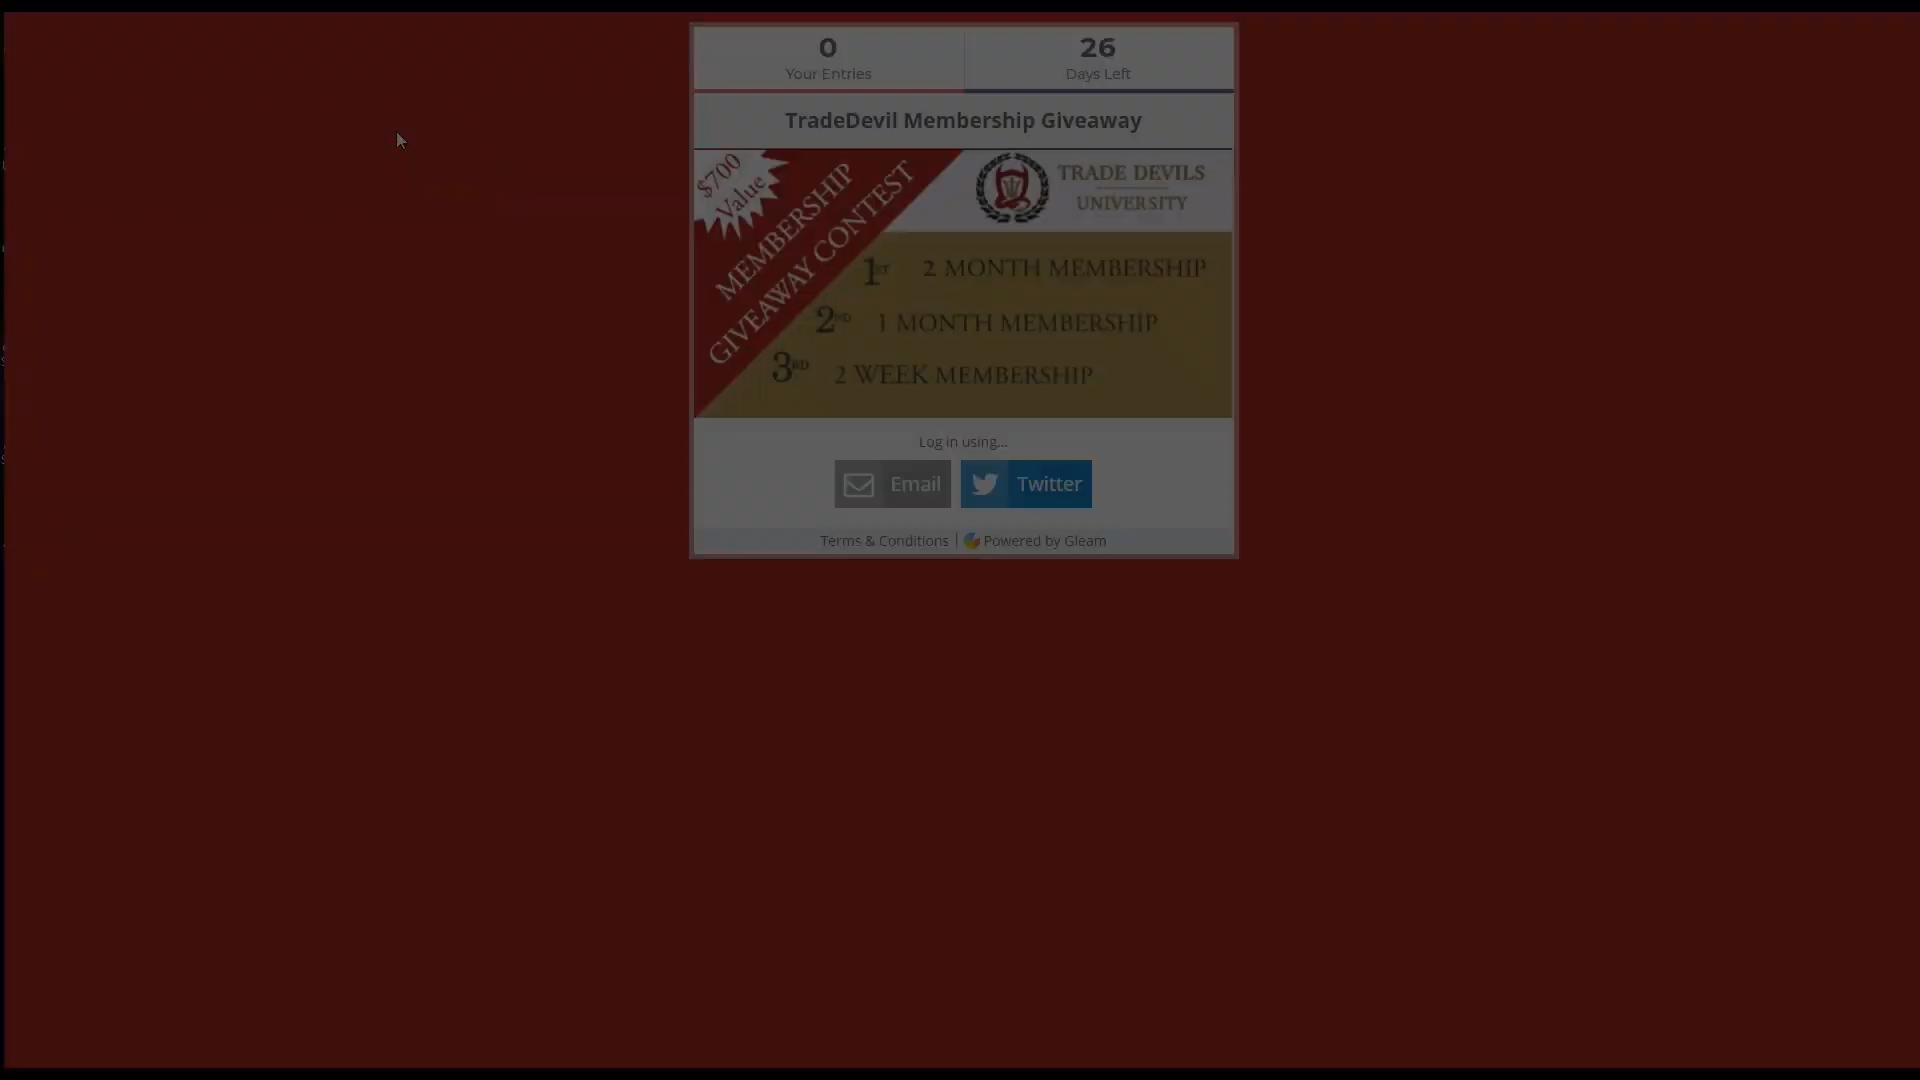 0
Your Entries
26
Days Left
TradeDevil Membership Giveaway
$700
Value
MEMBERSHIP
GIVEAWAY CONTEST
TRADE DEVILS
UNIVERSITY
1ST 2 MONTH MEMBERSHIP
2ND 1 MONTH MEMBERSHIP
3RD 2 WEEK MEMBERSHIP
Log in using...
Email Twitter
Terms & Conditions | Powered by Gleam